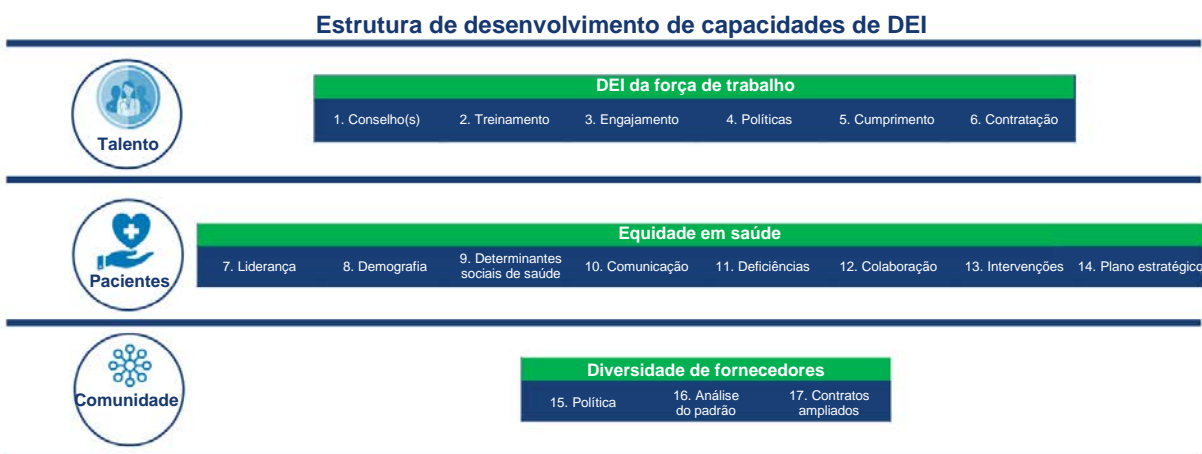 Estrutura de desenvolvimento de capacidades de DEI
Talento
DEI da força de trabalho
1. Conselho(s) 2. Treinamento 3. Engajamento 4. Políticas 5. Cumprimento 6. Contratação
Pacientes
Equidade em saúde
7. Liderança 8. Demografia 9. Determinantes sociais de saúde 10. Comunicação 11. Deficiências 12. Colaboração 13. Intervenções 14. Plano estratégico
Comunidade
Diversidade de fornecedores
15. Política 16. Análise do padrão 17. Contratos ampliados